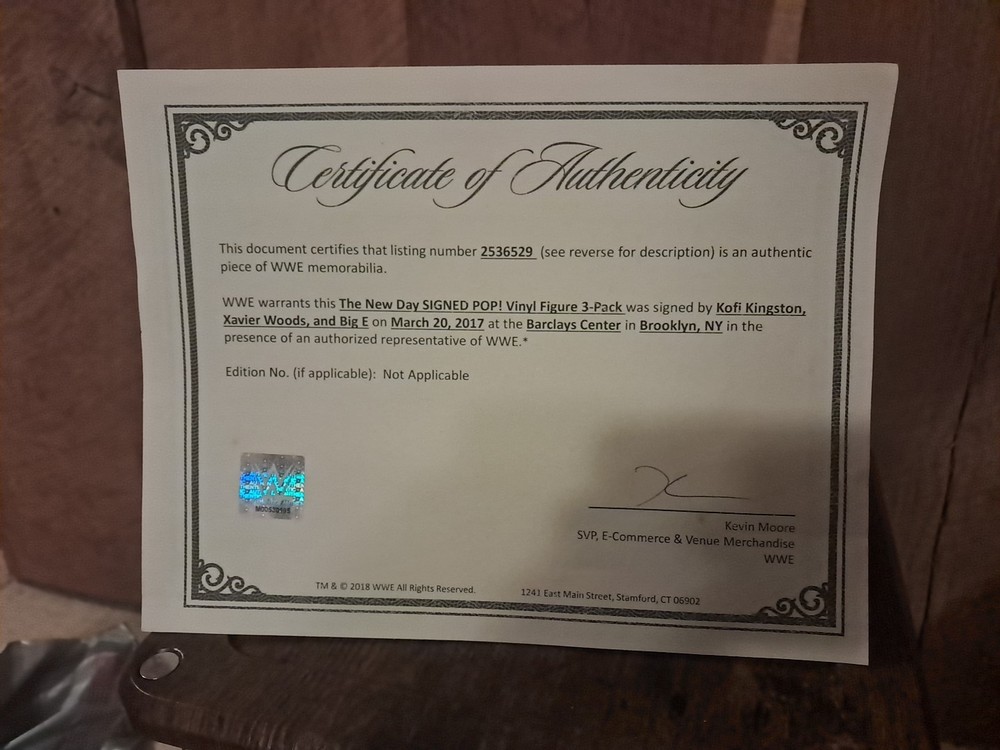 Certificate of Authenticity
This document certifies that listing number 2536529 (see reverse for description) is an authentic
piece of WWE memorabilia.
WWE warrants this The New Day SIGNED POP! Vinyl Figure 3-Pack was signed by Kofi Kingston,
Xavier Woods, and Big E on March 20, 2017 at the Barclays Center in Brooklyn, NY in the
presence of an authorized representative of WWE.*
Edition No. (if applicable): Not Applicable
Kevin Moore
SVP, E-Commerce & Venue Merchandise
WWE
TM & © 2018 WWE All Rights Reserved.
1241 East Main Street, Stamford, CT 06902